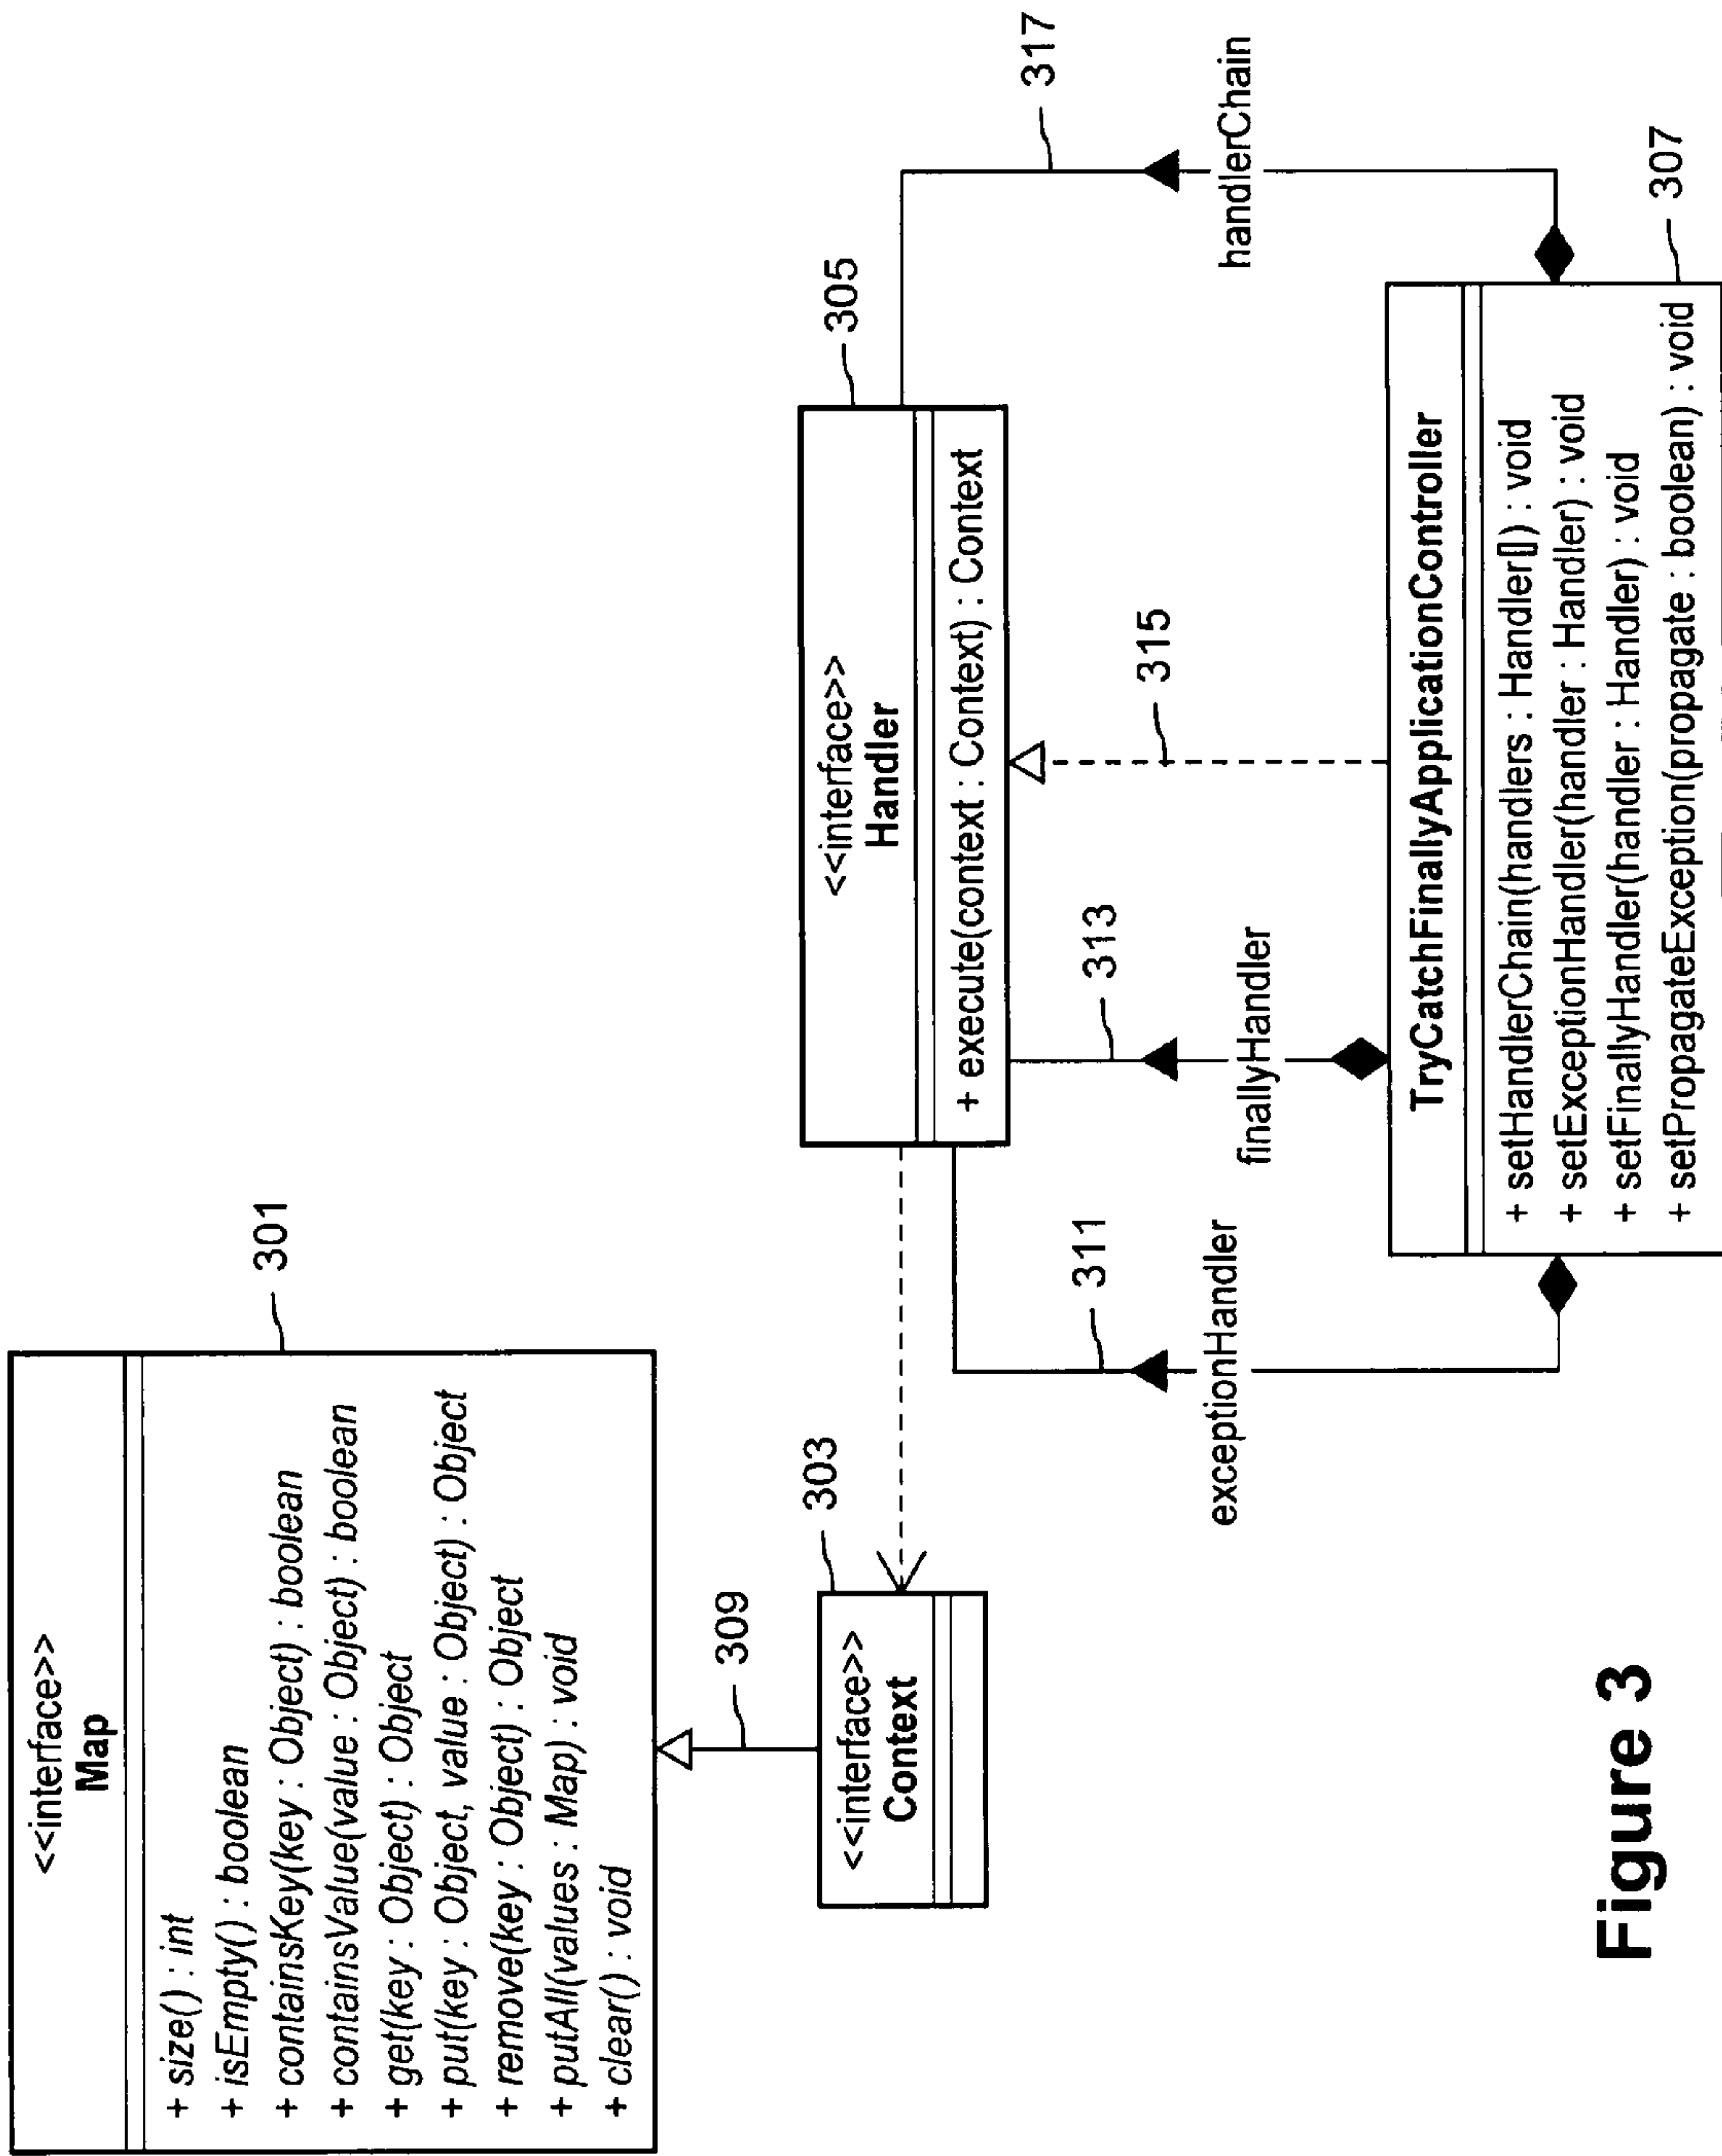 <<interface>>
Map
+ size() : int
+ isEmpty() : boolean
+ containsKey(key : Object) : boolean
+ containsValue(value : Object) : boolean
+ get(key : Object) : Object
+ put(key : Object, value : Object) : Object
+ remove(key : Object) : Object
+ putAll(values : Map) : void
+ clear() : void
301
309
<<interface>>
Context
303
<<interface>>
Handler
+ execute(context : Context) : Context
305
311
exceptionHandler
313
finallyHandler
315
317
handlerChain
TryCatchFinallyApplicationController
+ setHandlerChain(handlers : Handler[]) : void
+ setExceptionHandler(handler : Handler) : void
+ setFinallyHandler(handler : Handler) : void
+ setPropagateException(propagate : boolean) : void
307
Figure 3